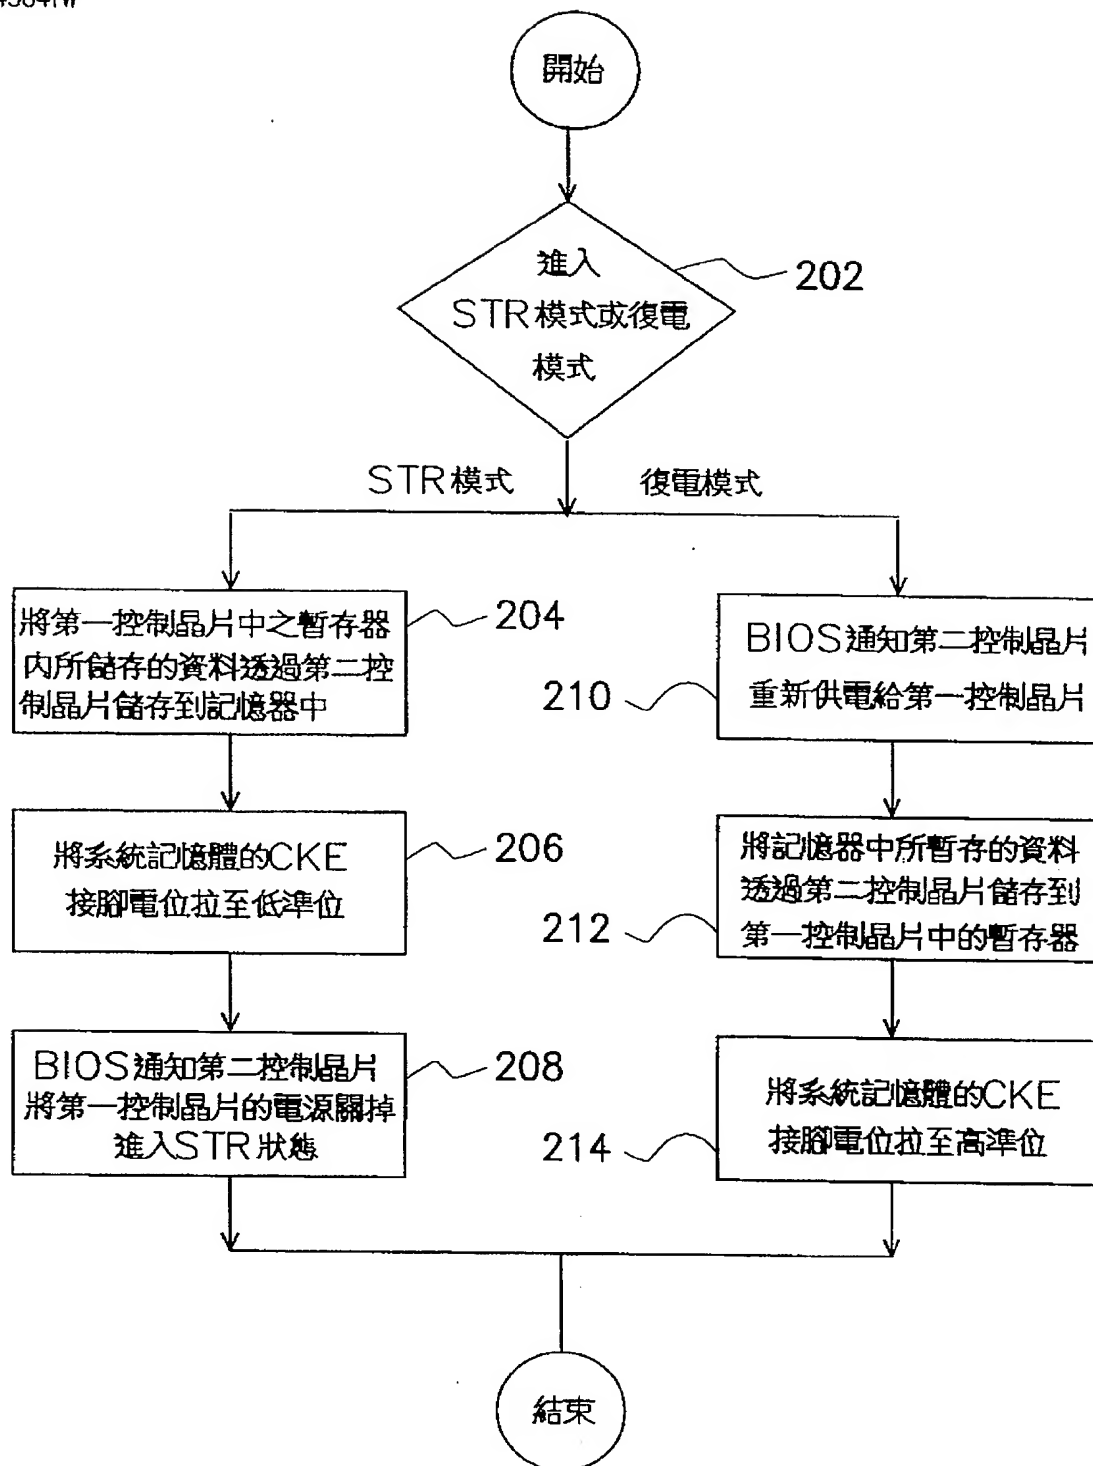 開始
進入
STR模式或復電
模式
202
STR模式
復電模式
將第一控制晶片中之暫存器
內所儲存的資料透過第二控
制晶片儲存到記憶器中
204
將系統記憶體的CKE
接腳電位拉至低準位
206
BIOS通知第二控制晶片
將第一控制晶片的電源關掉
進入STR狀態
208
BIOS通知第二控制晶片
重新供電給第一控制晶片
210
將記憶器中所暫存的資料
透過第二控制晶片儲存到
第一控制晶片中的暫存器
212
將系統記憶體的CKE
接腳電位拉至高準位
214
結束